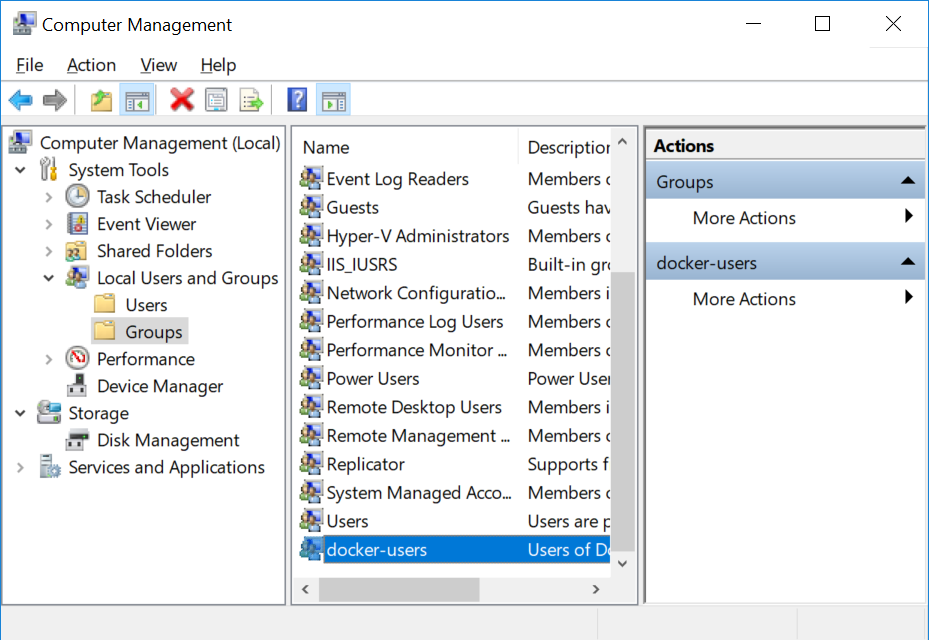 Computer Management
File Action View Help
Computer Management (Local)
System Tools
Task Scheduler
Event Viewer
Shared Folders
Local Users and Groups
Users
Groups
Performance
Device Manager
Storage
Disk Management
Services and Applications
Name Description
Event Log Readers Members o
Guests Guests hav
Hyper-V Administrators Members o
IIS_IUSRS Built-in gro
Network Configuratio... Members i
Performance Log Users Members o
Performance Monitor ... Members o
Power Users Power User
Remote Desktop Users Members i
Remote Management ... Members o
Replicator Supports f
System Managed Acco... Members o
Users Users are p
docker-users Users of Do
Actions
Groups
More Actions
docker-users
More Actions